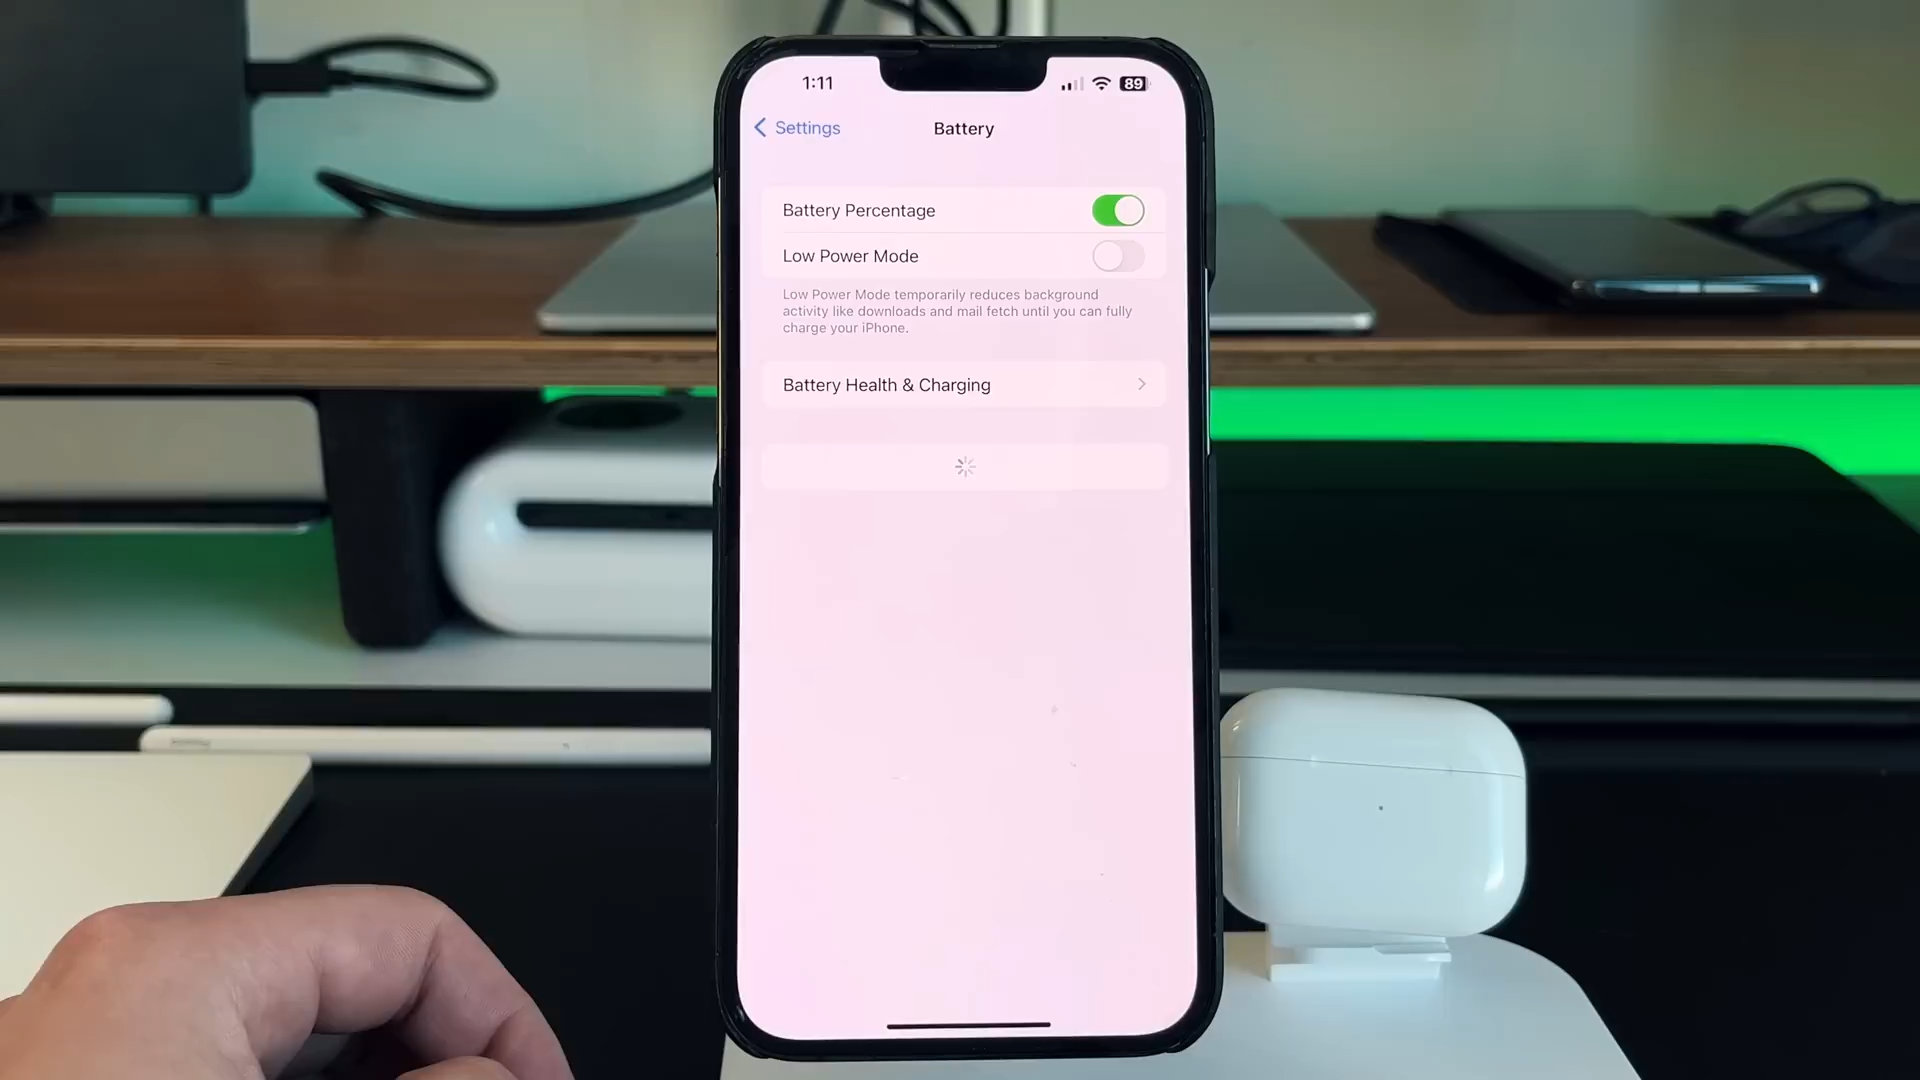 1:11
89
Settings
Battery
Battery Percentage
Low Power Mode
Low Power Mode temporarily reduces background
activity like downloads and mail fetch until you can fully
charge your iPhone.
Battery Health & Charging